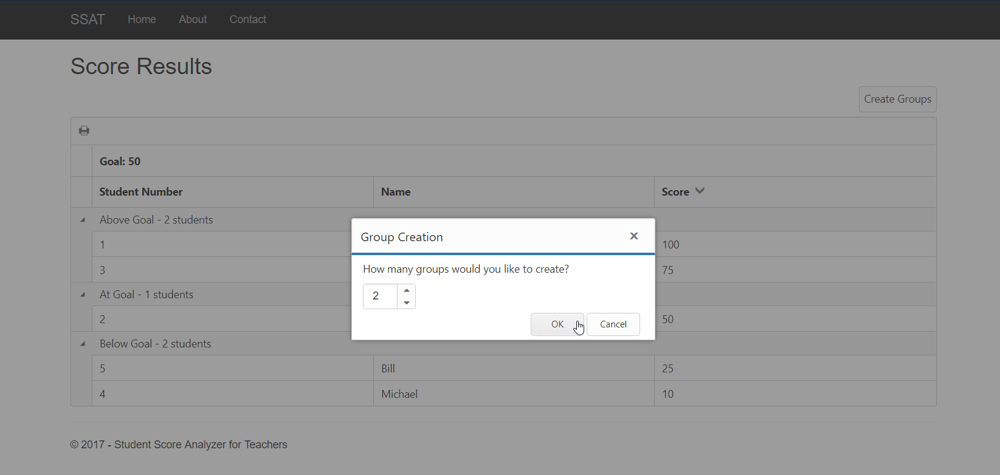 SSAT Home About Contact
Score Results
Create Groups
Goal: 50
Student Number Name Score
Above Goal - 2 students
1 100
3 75
At Goal - 1 students
2 50
Below Goal - 2 students
5 Bill 25
4 Michael 10
Group Creation
How many groups would you like to create?
2
OK Cancel
© 2017 - Student Score Analyzer for Teachers